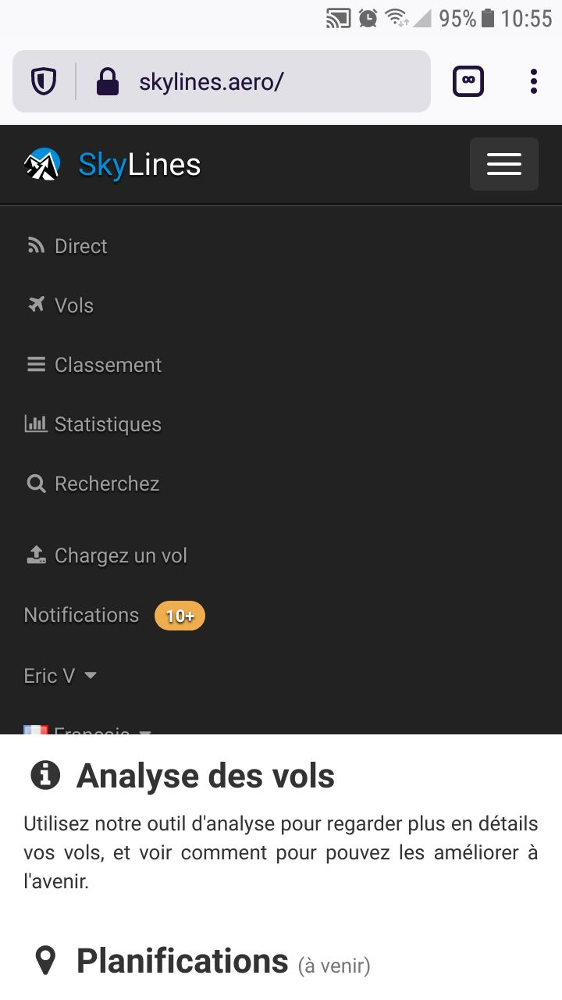 95% 10:55
skylines.aero/
SkyLines
Direct
Vols
Classement
Statistiques
Recherchez
Chargez un vol
Notifications 10+
Eric V
Français
Analyse des vols
Utilisez notre outil d'analyse pour regarder plus en détails
vos vols, et voir comment pour pouvez les améliorer à
l'avenir.
Planifications (à venir)